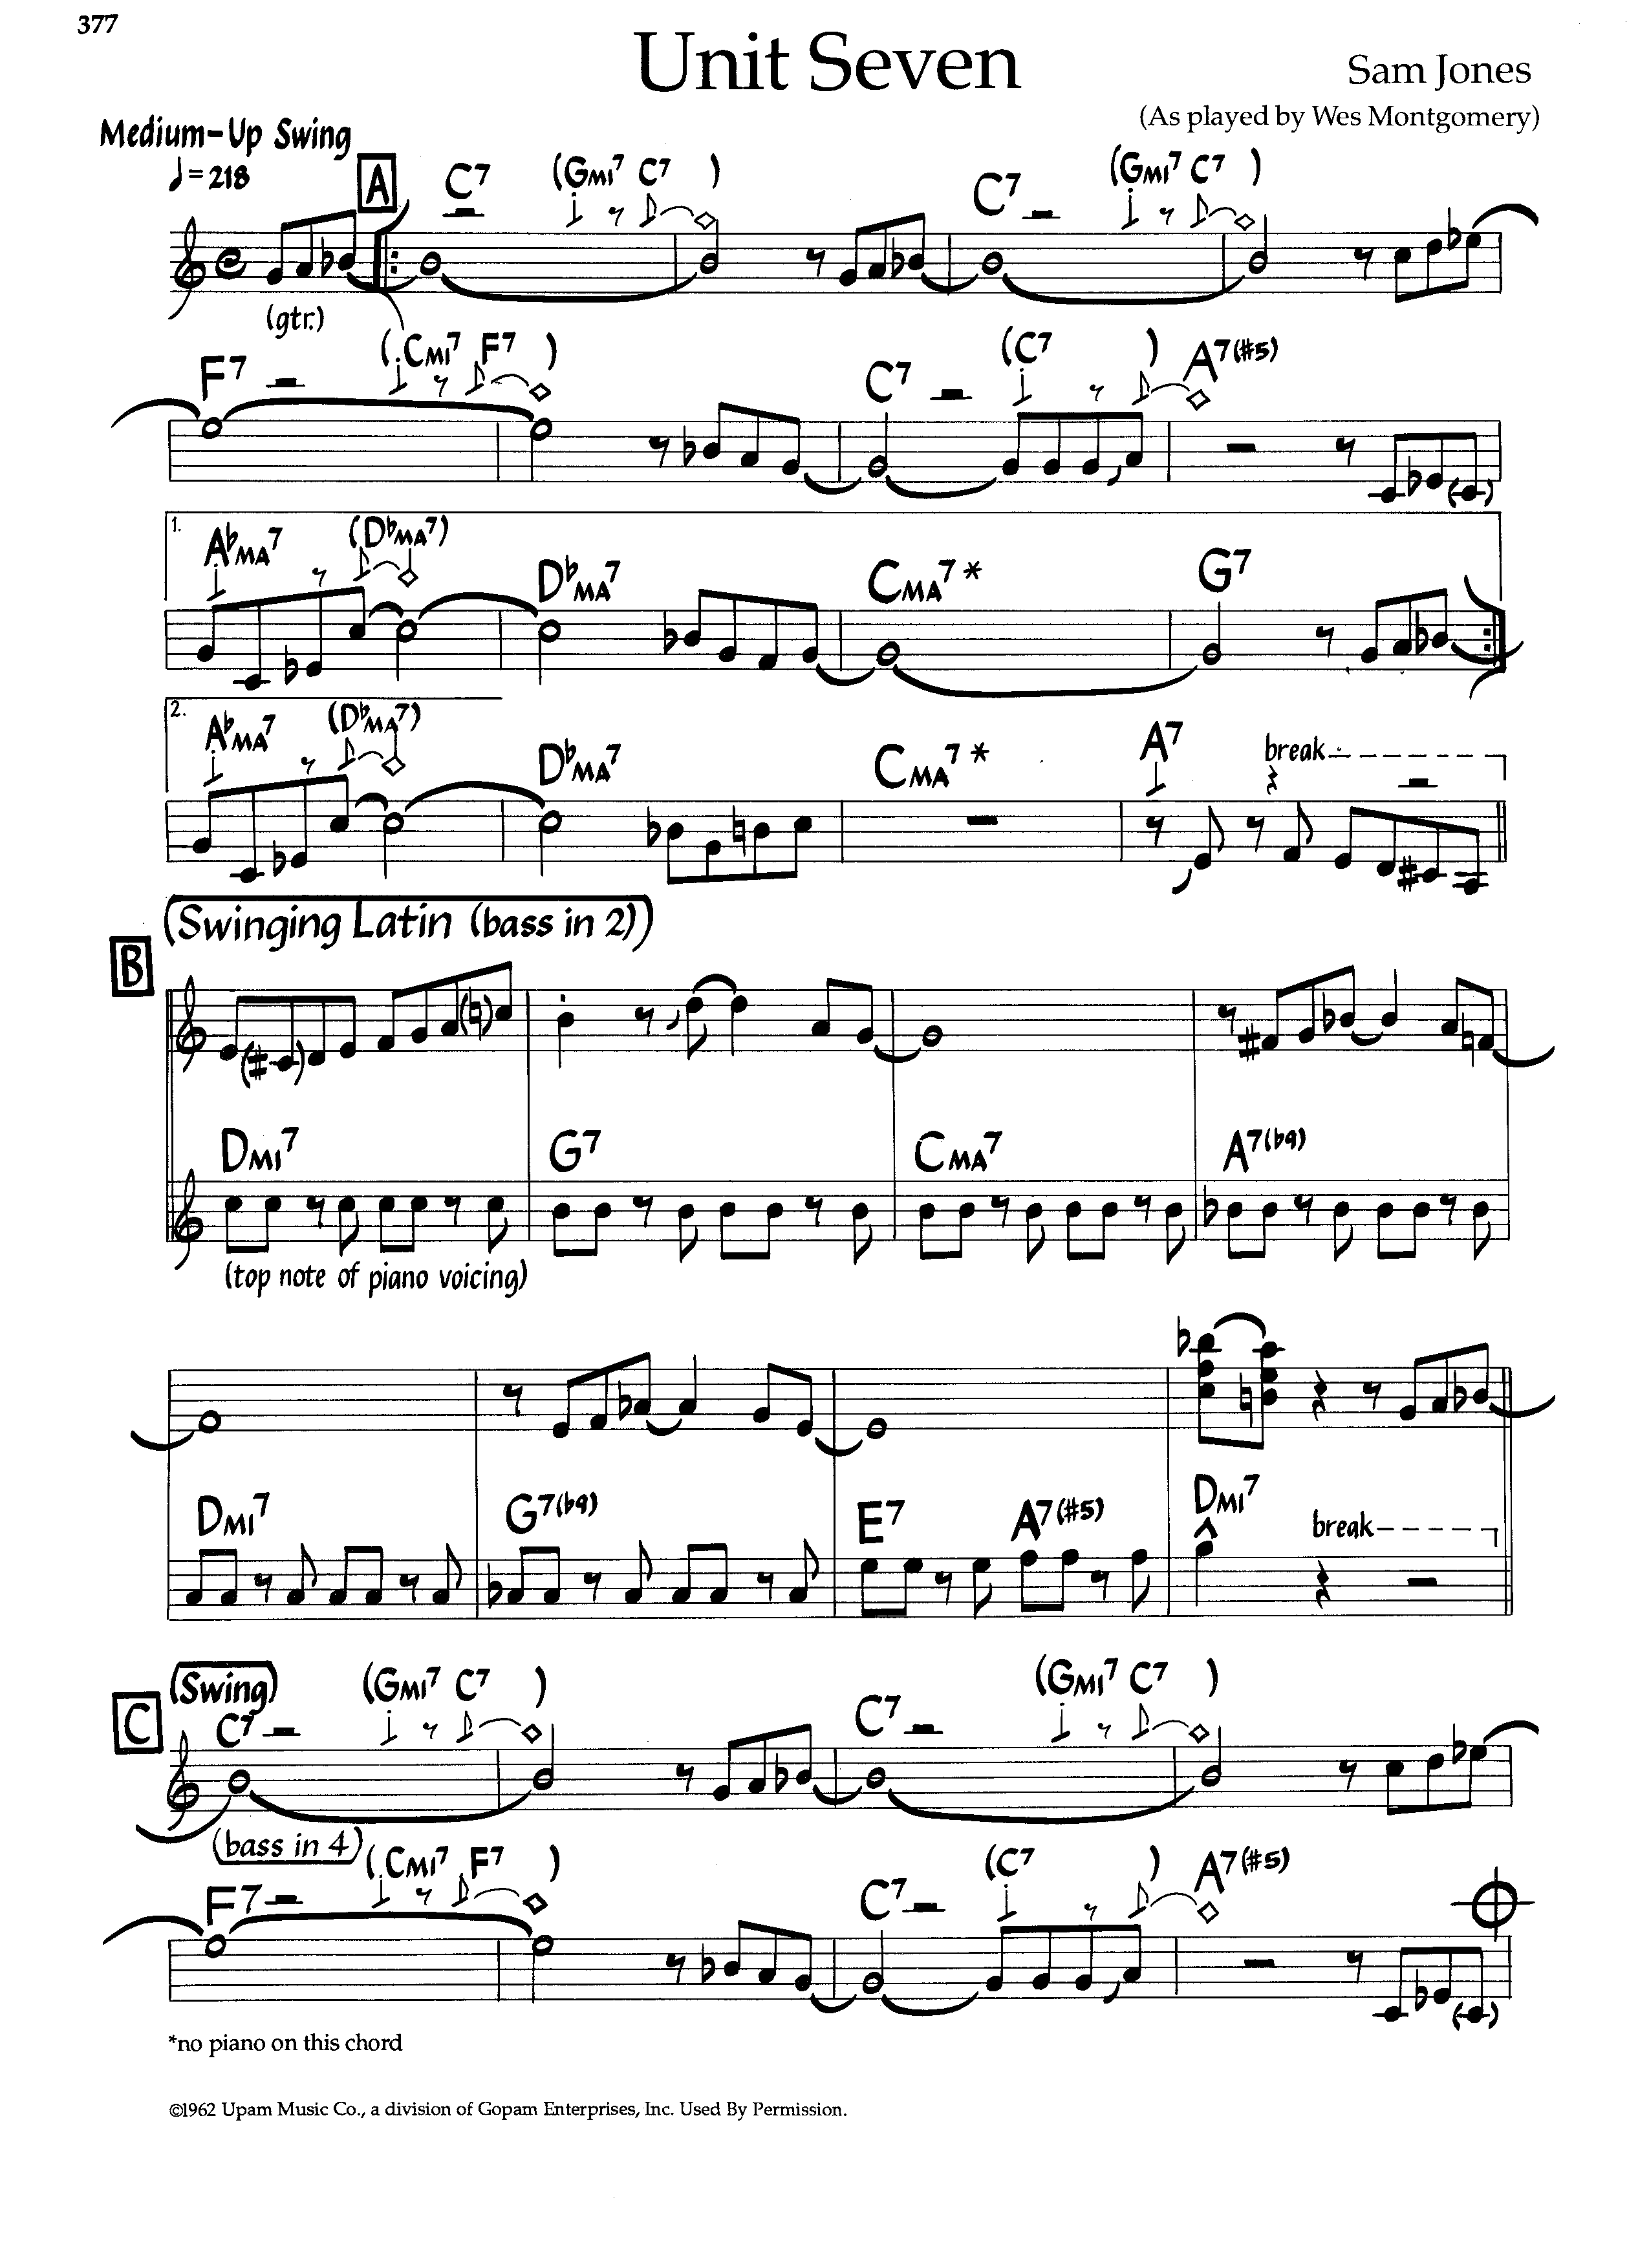 377
Unit Seven
Sam Jones
(As played by Wes Montgomery)
Medium-Up Swing
♩=218
A C7 (GMI7 C7 ) C7 (GMI7 C7 )
(gtr.)
F7 (CMI7 F7 ) C7 (C7 ) A7(#5)
1. A♭MA7 (D♭MA7) D♭MA7 CMA7* G7
2. A♭MA7 (D♭MA7) D♭MA7 CMA7* A7 break
(Swinging Latin (bass in 2))
B
DMI7 G7 CMA7 A7(♭9)
(top note of piano voicing)
DMI7 G7(♭9) E7 A7(#5) DMI7 break
(Swing)
C C7 (GMI7 C7 ) C7 (GMI7 C7 )
(bass in 4)
F7 (CMI7 F7 ) C7 (C7 ) A7(#5)
*no piano on this chord
©1962 Upam Music Co., a division of Gopam Enterprises, Inc. Used By Permission.